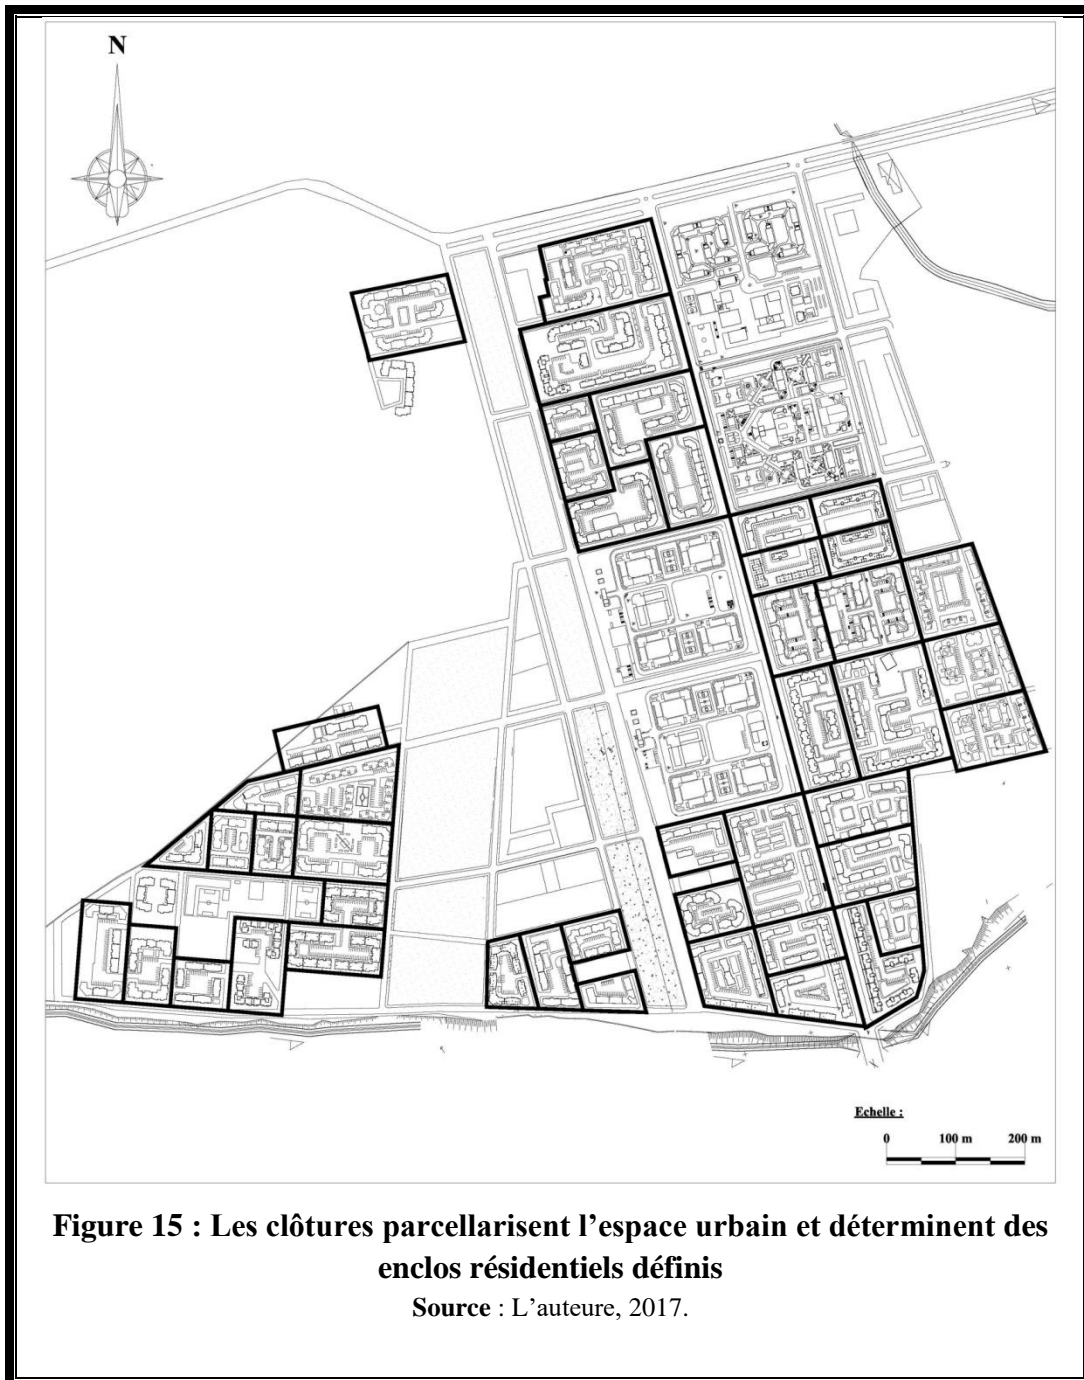 N
Echelle :
0 100 m 200 m
Figure 15 : Les clôtures parcellarisent l’espace urbain et déterminent des
enclos résidentiels définis
Source : L’auteure, 2017.